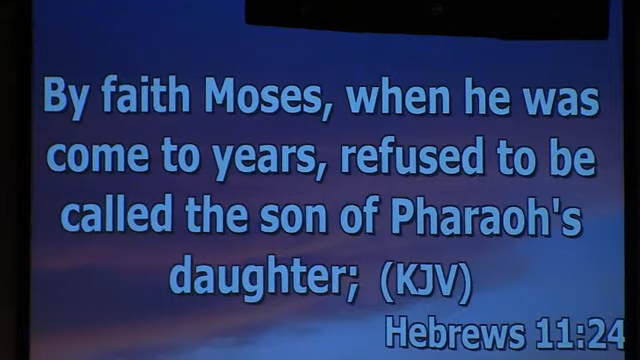 By faith Moses, when he was
come to years, refused to be
called the son of Pharaoh's
daughter; (KJV)
Hebrews 11:24